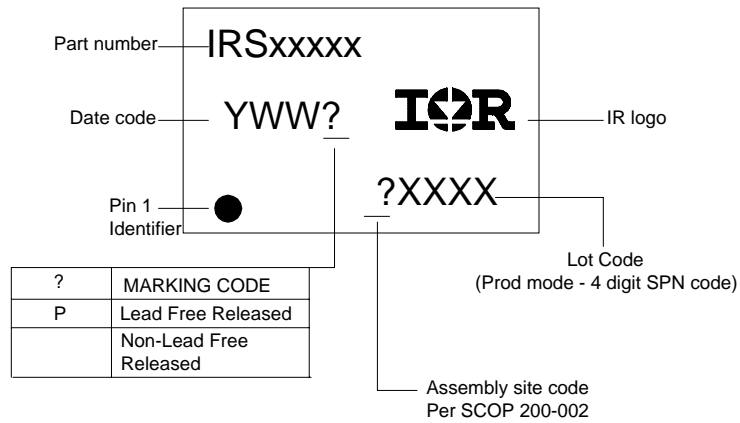 Part number
IRSxxxxx
Date code
YWW?
IOR
IR logo
?XXXX
Pin 1
Identifier
Lot Code
(Prod mode - 4 digit SPN code)
? MARKING CODE
P Lead Free Released
Non-Lead Free
Released
Assembly site code
Per SCOP 200-002